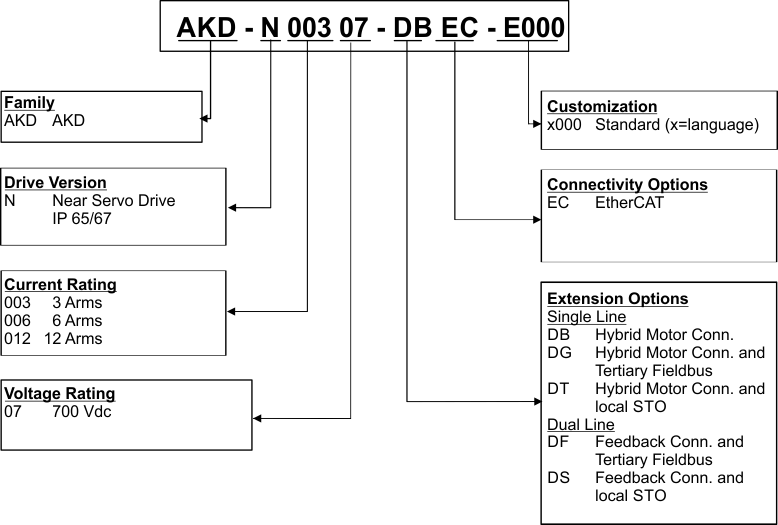 AKD - N 003 07 - DB EC - E000
Family
AKD AKD
Drive Version
N Near Servo Drive
IP 65/67
Current Rating
003 3 Arms
006 6 Arms
012 12 Arms
Voltage Rating
07 700 Vdc
Customization
x000 Standard (x=language)
Connectivity Options
EC EtherCAT
Extension Options
Single Line
DB Hybrid Motor Conn.
DG Hybrid Motor Conn. and
Tertiary Fieldbus
DT Hybrid Motor Conn. and
local STO
Dual Line
DF Feedback Conn. and
Tertiary Fieldbus
DS Feedback Conn. and
local STO